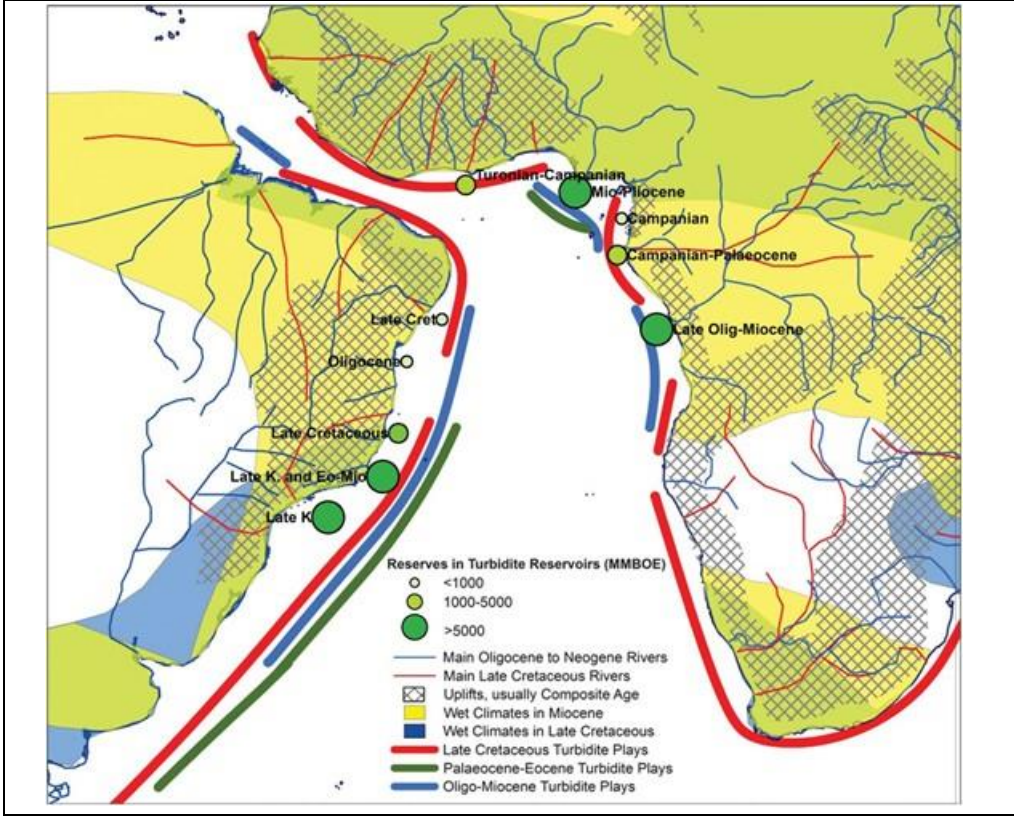 Turonian-Campanian
Mio-Pliocene
Campanian
Campanian-Palaeocene
Late Cret
Late Olig-Miocene
Oligocene
Late Cretaceous
Late K. and Eo-Mio
Late K
Reserves in Turbidite Reservoirs (MMBOE)
<1000
1000-5000
>5000
Main Oligocene to Neogene Rivers
Main Late Cretaceous Rivers
Uplifts, usually Composite Age
Wet Climates in Miocene
Wet Climates in Late Cretaceous
Late Cretaceous Turbidite Plays
Palaeocene-Eocene Turbidite Plays
Oligo-Miocene Turbidite Plays